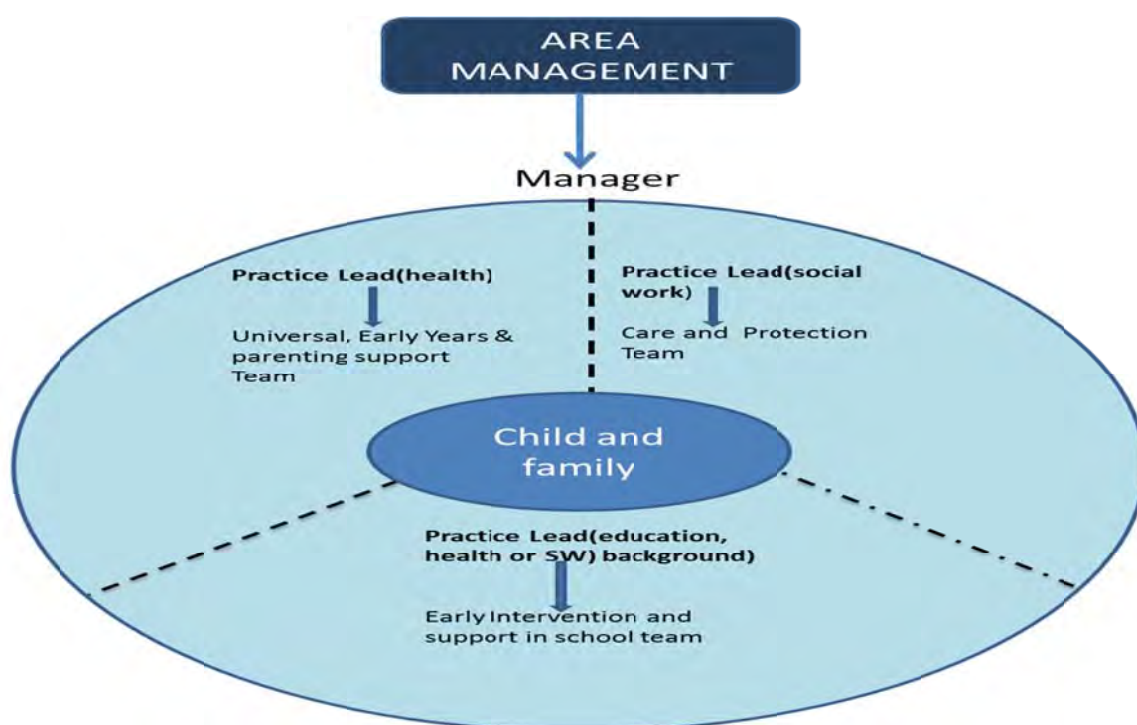 AREA
MANAGEMENT
Manager
Practice Lead(health)
Universal, Early Years &
parenting support
Team
Practice Lead(social
work)
Care and Protection
Team
Child and
family
Practice Lead(education,
health or SW) background)
Early Intervention and
support in school team